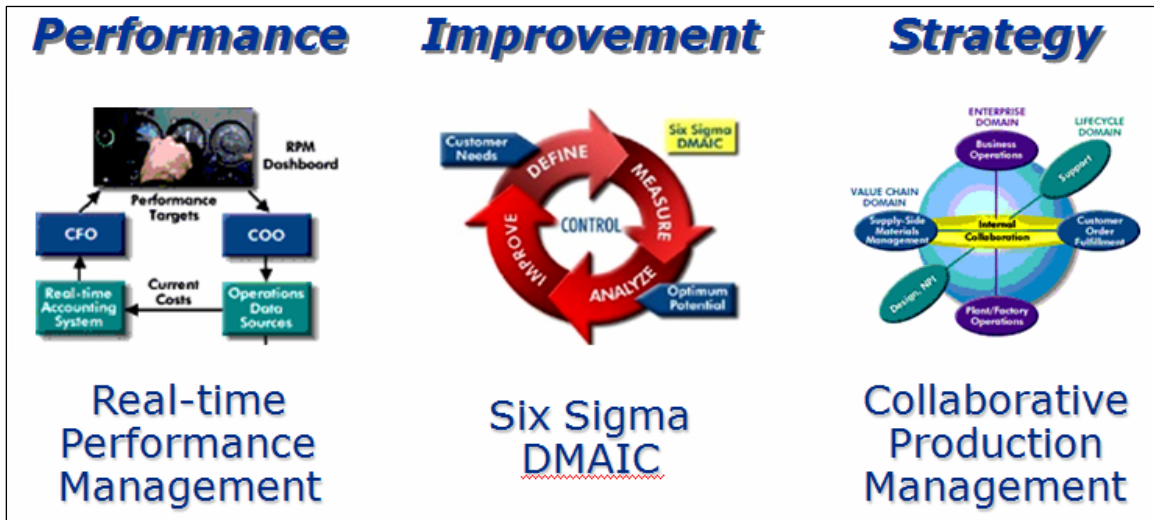 Performance
RPM
Dashboard
Performance
Targets
CFO
COO
Real-time
Accounting
System
Current
Costs
Operations
Data
Sources
Real-time
Performance
Management
Improvement
Customer
Needs
Six Sigma
DMAIC
DEFINE
MEASURE
ANALYZE
IMPROVE
CONTROL
Optimum
Potential
Six Sigma
DMAIC
Strategy
ENTERPRISE
DOMAIN
LIFECYCLE
DOMAIN
Business
Operations
Support
VALUE CHAIN
DOMAIN
Supply-Side
Materials
Management
Internal
Collaboration
Customer
Order
Fulfillment
Design, NPI
Plant/Factory
Operations
Collaborative
Production
Management